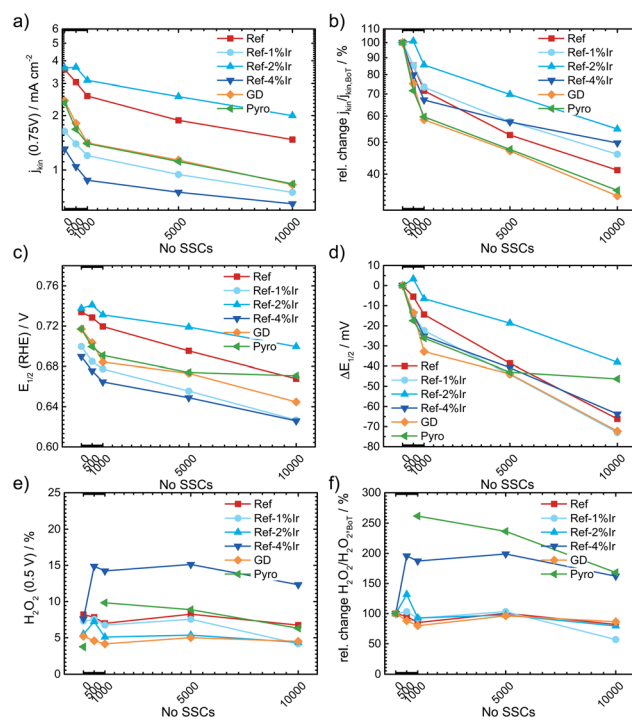 a)
j_kin (0.75V) / mA cm⁻²
6
5
4
3
2
1
Ref
Ref-1%Ir
Ref-2%Ir
Ref-4%Ir
GD
Pyro
0 500 1000 5000 10000
No SSCs
b)
rel. change j_kin/j_kin,BoT / %
100
90
80
70
60
50
40
Ref
Ref-1%Ir
Ref-2%Ir
Ref-4%Ir
GD
Pyro
0 500 1000 5000 10000
No SSCs
c)
E_1/2 (RHE) / V
0.80
0.76
0.72
0.68
0.64
0.60
Ref
Ref-1%Ir
Ref-2%Ir
Ref-4%Ir
GD
Pyro
0 500 1000 5000 10000
No SSCs
d)
ΔE_1/2 / mV
10
0
-10
-20
-30
-40
-50
-60
-70
-80
Ref
Ref-1%Ir
Ref-2%Ir
Ref-4%Ir
GD
Pyro
0 500 1000 5000 10000
No SSCs
e)
H₂O₂ (0.5 V) / %
25
20
15
10
5
0
Ref
Ref-1%Ir
Ref-2%Ir
Ref-4%Ir
GD
Pyro
0 500 1000 5000 10000
No SSCs
f)
rel. change H₂O₂/H₂O₂'BoT / %
300
250
200
150
100
50
0
Ref
Ref-1%Ir
Ref-2%Ir
Ref-4%Ir
GD
Pyro
0 500 1000 5000 10000
No SSCs